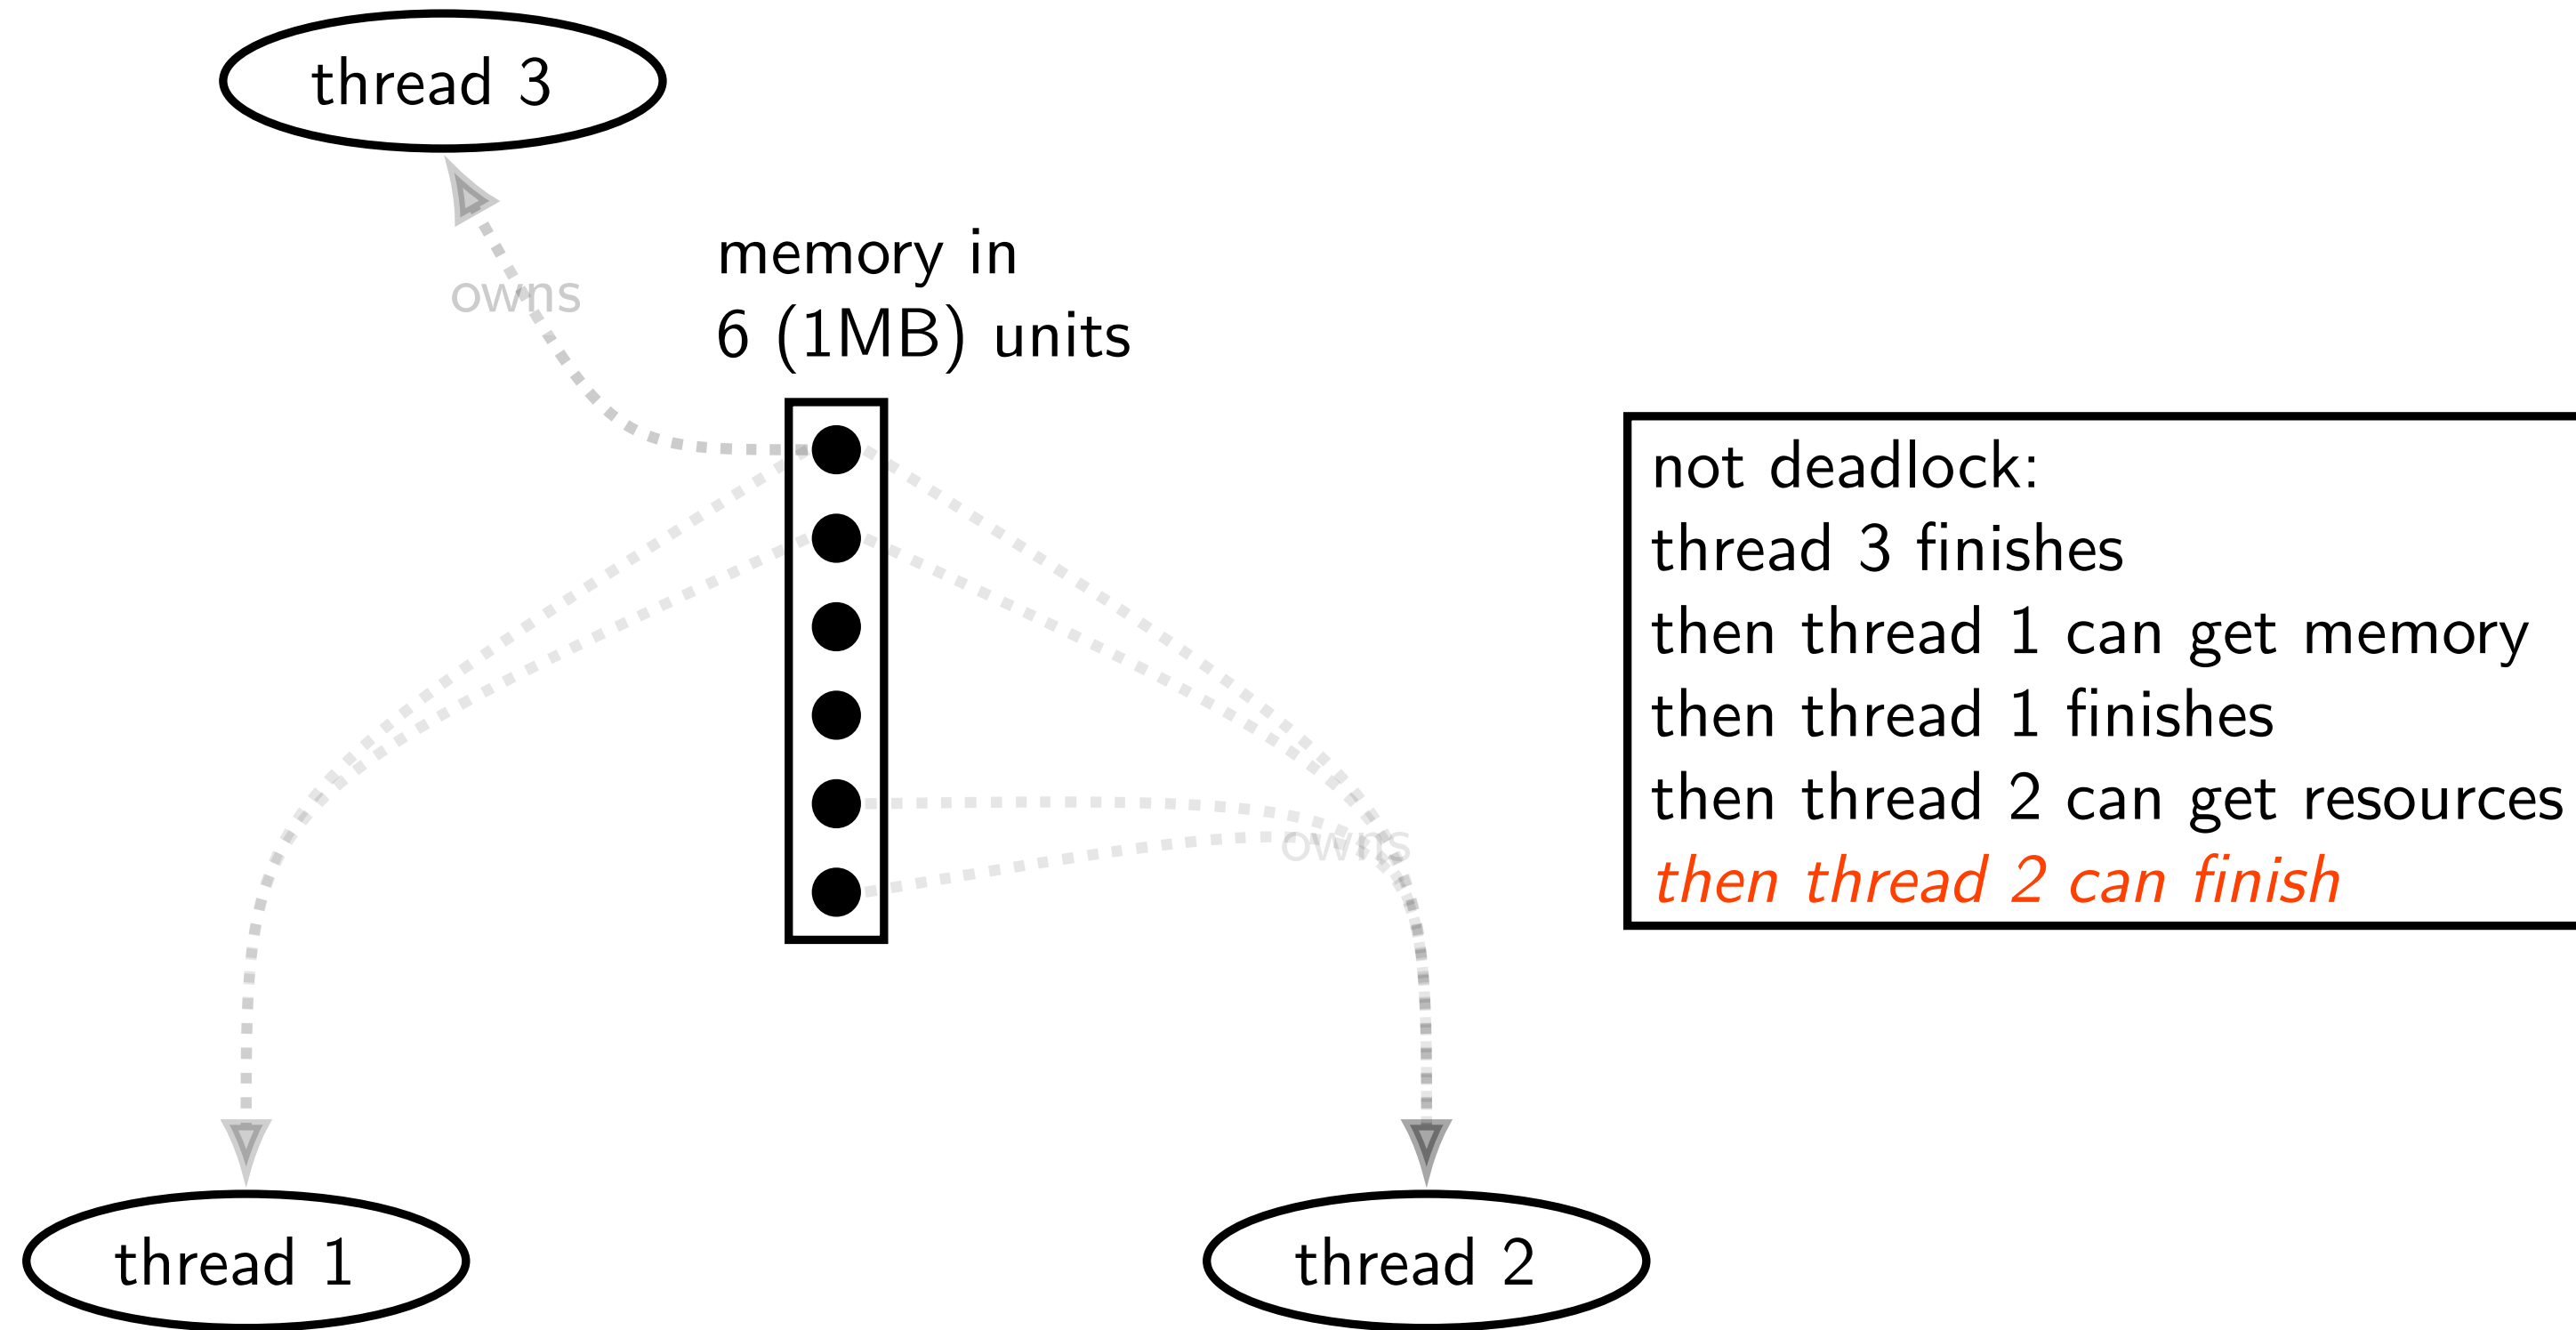 thread 3
owns
memory in
6 (1MB) units
not deadlock:
thread 3 finishes
then thread 1 can get memory
then thread 1 finishes
then thread 2 can get resources
then thread 2 can finish
owns
thread 1
thread 2